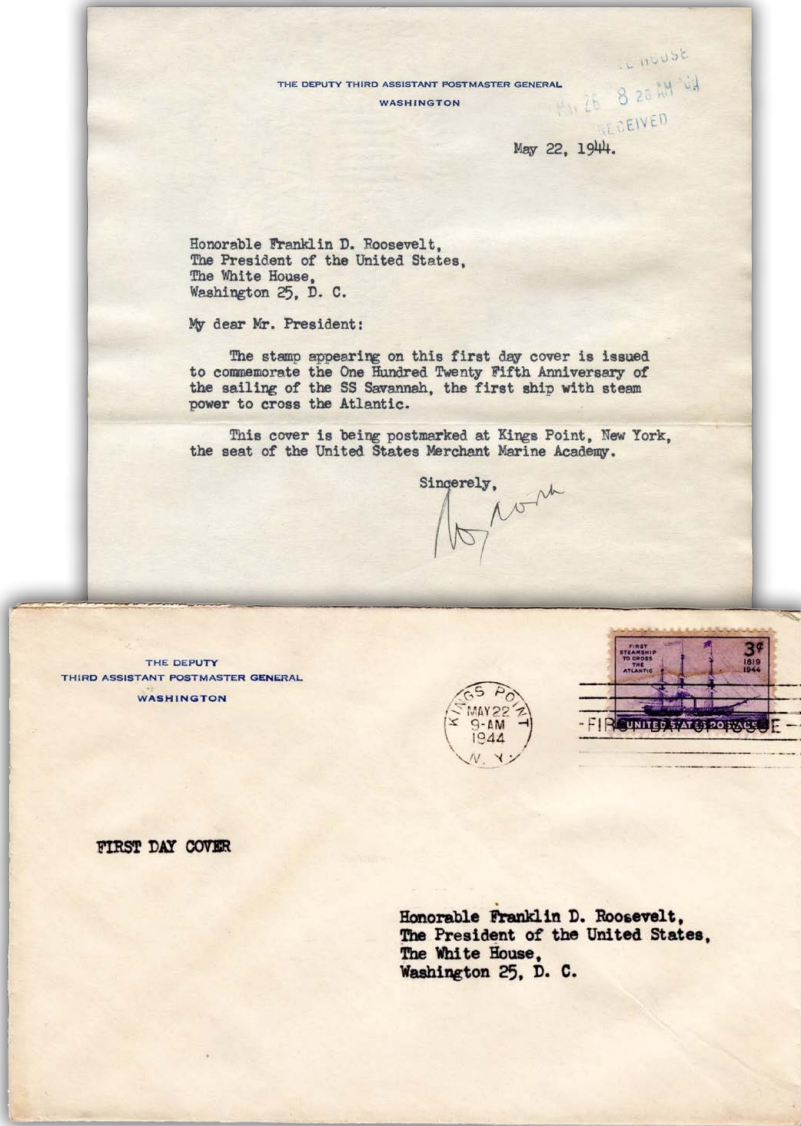 THE DEPUTY THIRD ASSISTANT POSTMASTER GENERAL
WASHINGTON
HOUSE
MAY 26 8 28 AM
RECEIVED
May 22, 1944.
Honorable Franklin D. Roosevelt,
The President of the United States,
The White House,
Washington 25, D. C.
My dear Mr. President:
The stamp appearing on this first day cover is issued
to commemorate the One Hundred Twenty Fifth Anniversary of
the sailing of the SS Savannah, the first ship with steam
power to cross the Atlantic.
This cover is being postmarked at Kings Point, New York,
the seat of the United States Merchant Marine Academy.
Sincerely,
THE DEPUTY
THIRD ASSISTANT POSTMASTER GENERAL
WASHINGTON
KINGS POINT
MAY 22
9-AM
1944
N. Y.
FIRST
STEAMSHIP
TO CROSS
THE
ATLANTIC
3¢
1819
1944
UNITED STATES POSTAGE
-FIRST DAY OF ISSUE-
FIRST DAY COVER
Honorable Franklin D. Roosevelt,
The President of the United States,
The White House,
Washington 25, D. C.